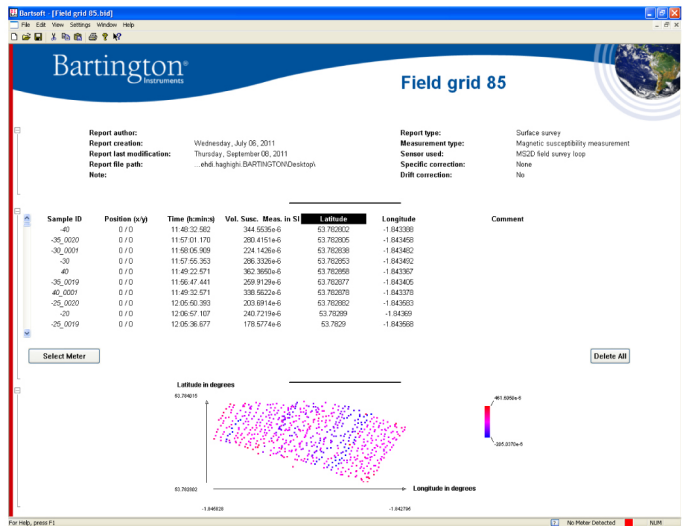 Bartsoft - [Field grid 85.bid]
File Edit View Settings Window Help
Bartington®
Instruments
Field grid 85
Report author:
Report creation: Wednesday, July 06, 2011
Report last modification: Thursday, September 08, 2011
Report file path: ...ehdi.haghighi.BARTINGTON\Desktop\
Note:
Report type: Surface survey
Measurement type: Magnetic susceptibility measurement
Sensor used: MS2D field survey loop
Specific correction: None
Drift correction: No
Sample ID Position (x/y) Time (h:min:s) Vol. Susc. Meas. in SI Latitude Longitude Comment
-40 0 / 0 11:48:32.582 344.5535e-6 53.782802 -1.843388
-35_0020 0 / 0 11:57:01.170 280.4151e-6 53.782805 -1.843458
-30_0001 0 / 0 11:58:05.909 224.1426e-6 53.782838 -1.843482
-30 0 / 0 11:57:55.353 286.3326e-6 53.782853 -1.843492
40 0 / 0 11:49:22.571 362.3650e-6 53.782858 -1.843367
-35_0019 0 / 0 11:56:47.441 259.9129e-6 53.782877 -1.843405
40_0001 0 / 0 11:49:32.571 338.5622e-6 53.782878 -1.843378
-25_0020 0 / 0 12:05:50.393 203.6914e-6 53.782882 -1.843583
-20 0 / 0 12:06:57.107 240.7219e-6 53.78289 -1.84369
-25_0019 0 / 0 12:05:36.677 178.5774e-6 53.7829 -1.843568
Select Meter
Delete All
Latitude in degrees
53.782802
Longitude in degrees
-1.842786
For Help, press F1
No Meter Detected
NUM